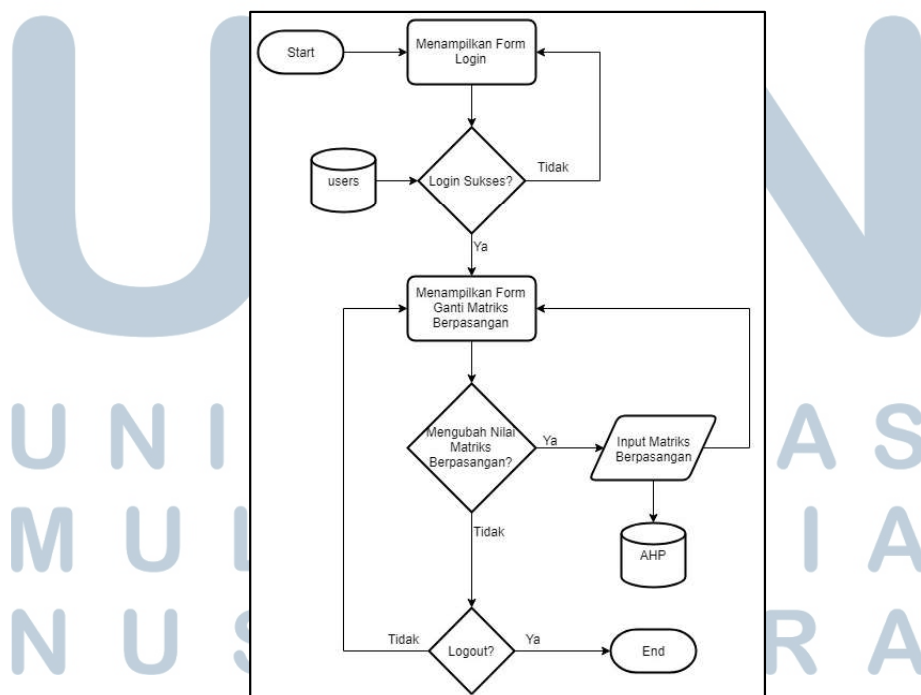 Start
Menampilkan Form
Login
users
Login Sukses?
Tidak
Ya
Menampilkan Form
Ganti Matriks
Berpasangan
Mengubah Nilai
Matriks
Berpasangan?
Ya
Input Matriks
Berpasangan
Tidak
AHP
Tidak
Logout?
Ya
End
U N
U N I A S
M U L I A
N U S R A